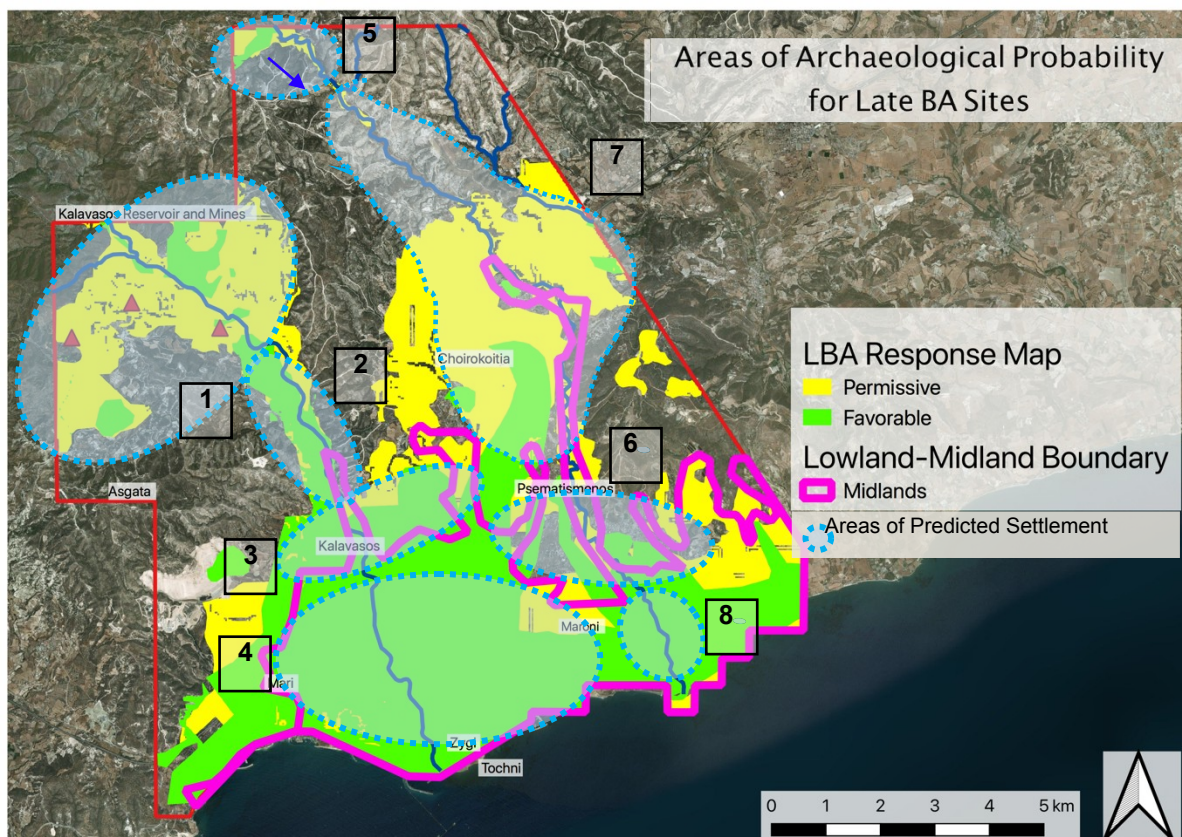 5
Areas of Archaeological Probability
for Late BA Sites
7
Kalavasos Reservoir and Mines
2
Choirokoitia
1
LBA Response Map
Permissive
Favorable
Lowland-Midland Boundary
Midlands
Areas of Predicted Settlement
6
Asgata
Psematismenos
3
Kalavasos
8
Maroni
4
Mari
Zygi
Tochni
0 1 2 3 4 5 km